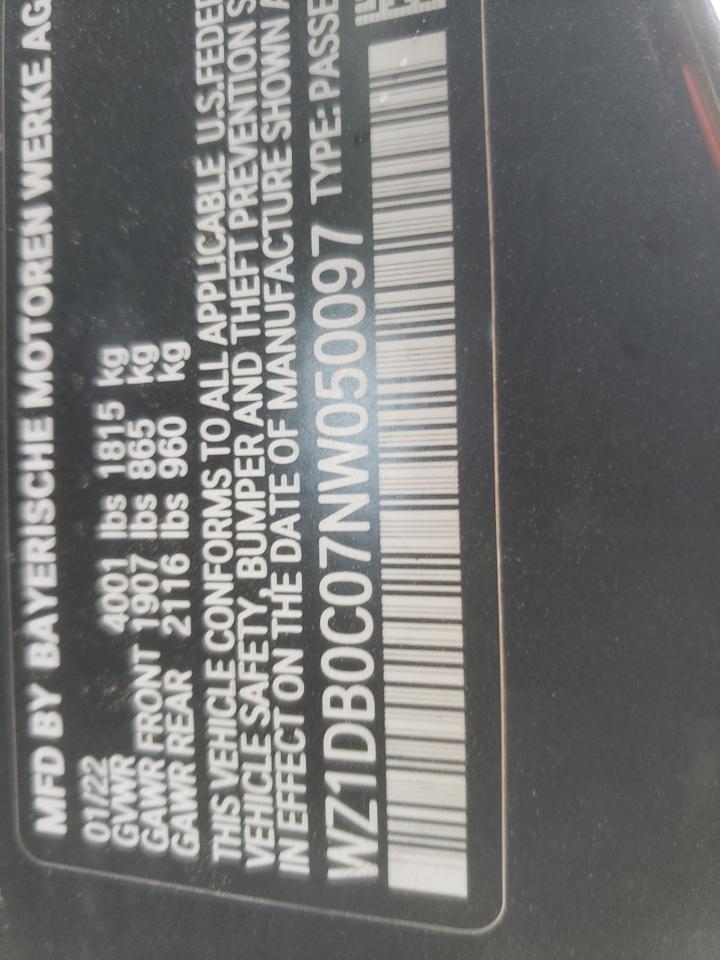 MFD BY BAYERISCHE MOTOREN WERKE AG
01/22
GVWR 4001 lbs 1815 kg
GAWR FRONT 1907 lbs 865 kg
GAWR REAR 2116 lbs 960 kg
THIS VEHICLE CONFORMS TO ALL APPLICABLE U.S.FEDE
VEHICLE SAFETY, BUMPER AND THEFT PREVENTION S
IN EFFECT ON THE DATE OF MANUFACTURE SHOWN A
WZ1DB0C07NW050097 TYPE: PASSE